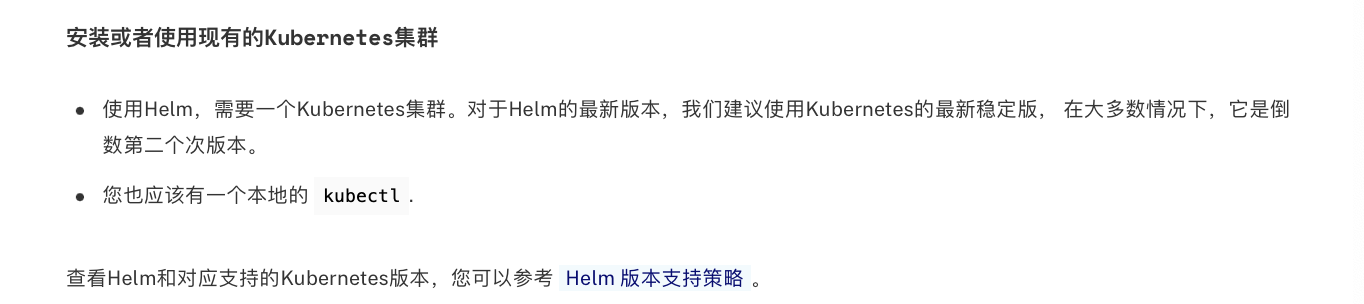 安装或者使用现有的Kubernetes集群
使用Helm，需要一个Kubernetes集群。对于Helm的最新版本，我们建议使用Kubernetes的最新稳定版， 在大多数情况下，它是倒
数第二个次版本。
您也应该有一个本地的 kubectl.
查看Helm和对应支持的Kubernetes版本，您可以参考 Helm 版本支持策略。